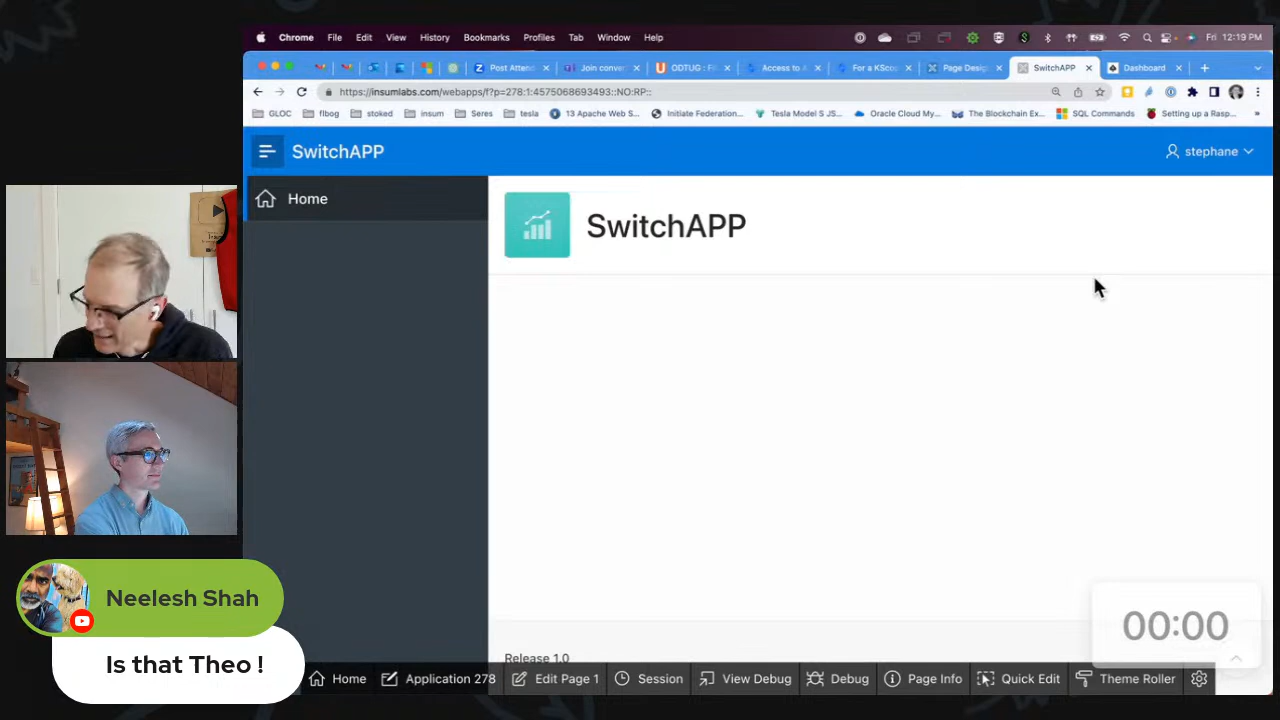 Chrome File Edit View History Bookmarks Profiles Tab Window Help Fri 12:19 PM
Post Attend Join conver ODTUG : Fi Access to A For a KSco Page Desig SwitchAPP Dashboard
https://insumlabs.com/webapps/f?p=278:1:4575068693493::NO:RP::
GLOC flbog stoked insum Seres tesla 13 Apache Web S... Initiate Federation... Tesla Model S JS... Oracle Cloud My... The Blockchain Ex... SQL Commands Setting up a Rasp... »
SwitchAPP stephane
Home
SwitchAPP
Neelesh Shah
Is that Theo !
00:00
Release 1.0
Home Application 278 Edit Page 1 Session View Debug Debug Page Info Quick Edit Theme Roller